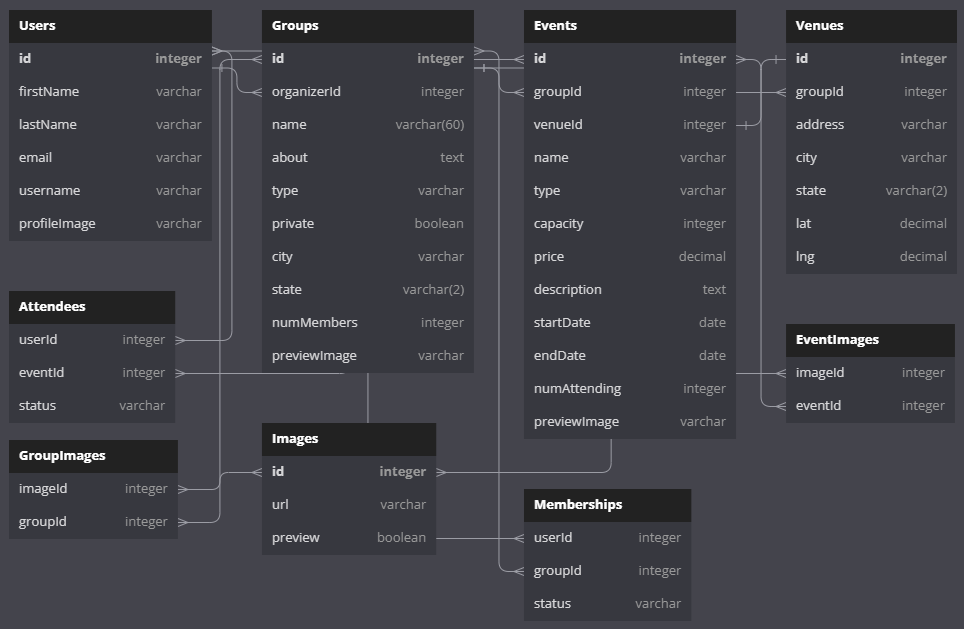 Users
id integer
firstName varchar
lastName varchar
email varchar
username varchar
profileImage varchar
Groups
id integer
organizerId integer
name varchar(60)
about text
type varchar
private boolean
city varchar
state varchar(2)
numMembers integer
previewImage varchar
Events
id integer
groupId integer
venueId integer
name varchar
type varchar
capacity integer
price decimal
description text
startDate date
endDate date
numAttending integer
previewImage varchar
Venues
id integer
groupId integer
address varchar
city varchar
state varchar(2)
lat decimal
lng decimal
Attendees
userId integer
eventId integer
status varchar
EventImages
imageId integer
eventId integer
GroupImages
imageId integer
groupId integer
Images
id integer
url varchar
preview boolean
Memberships
userId integer
groupId integer
status varchar